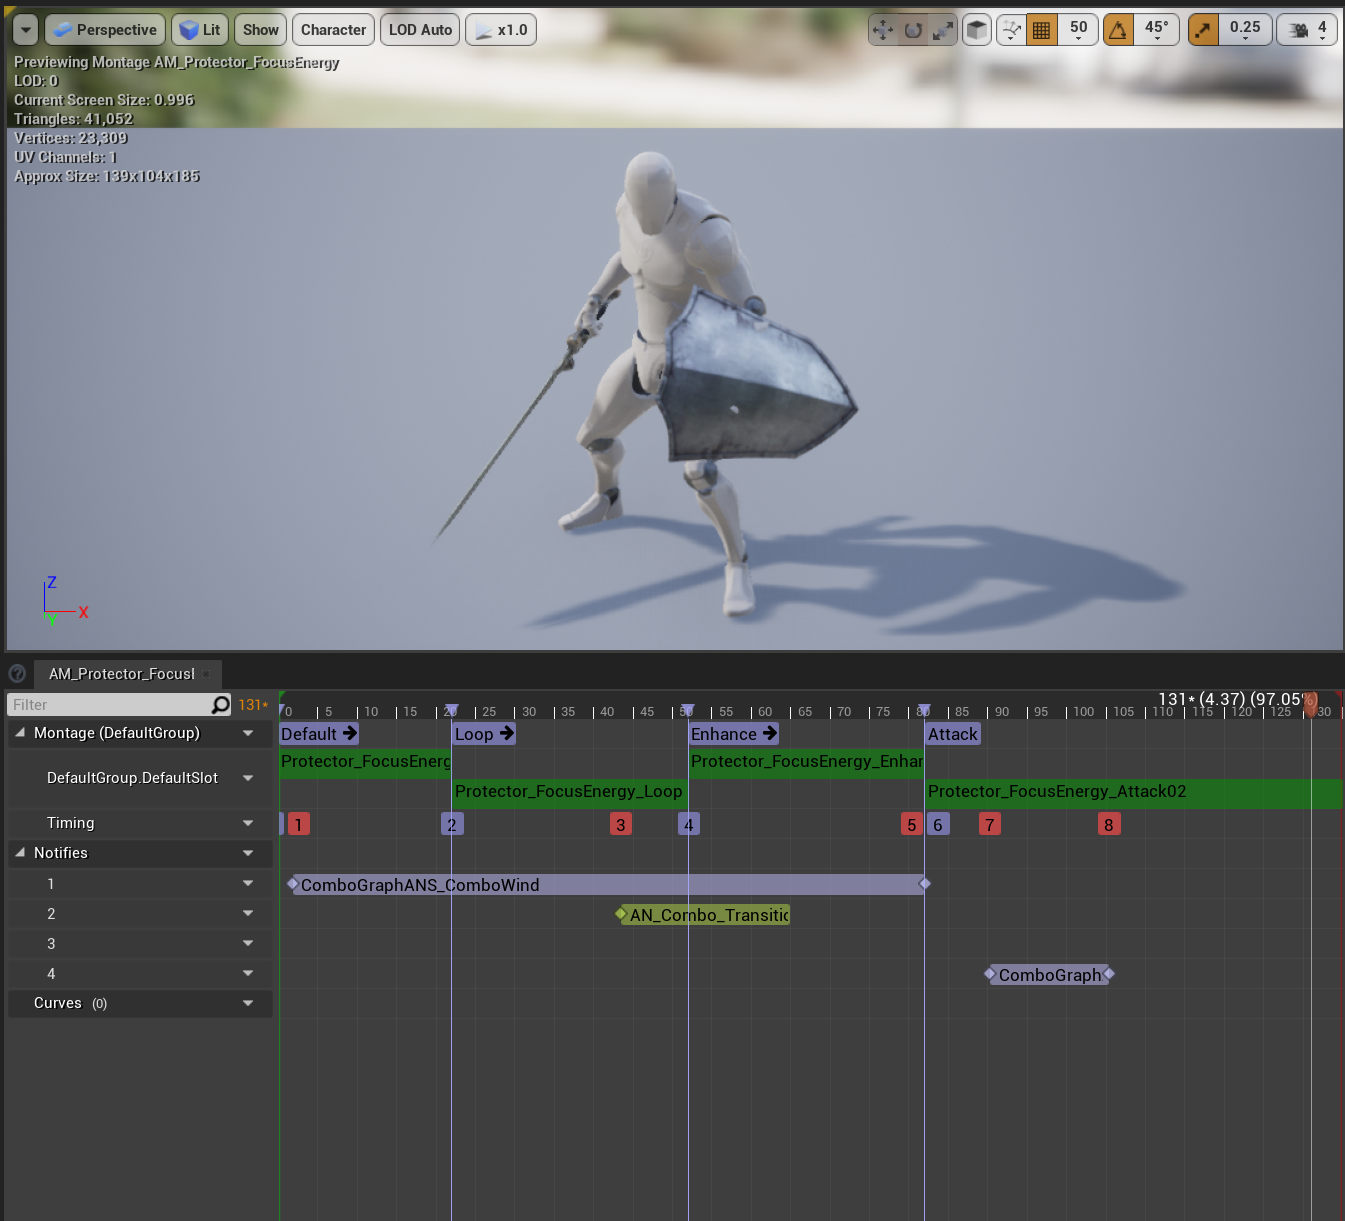 Perspective Lit Show Character LOD Auto x1.0 50 45° 0.25 4
Previewing Montage AM_Protector_FocusEnergy
LOD: 0
Current Screen Size: 0.996
Triangles: 41,052
Vertices: 23,309
UV Channels: 1
Approx Size: 139x104x185
Z
X
Y
AM_Protector_FocusI
Filter 131*
131* (4.37) (97.05%)
0 5 10 15 20 25 30 35 40 45 50 55 60 65 70 75 80 85 90 95 100 105 110 115 120 125 30
Montage (DefaultGroup) Default Loop Enhance Attack
Protector_FocusEnerg Protector_FocusEnergy_Enhar
DefaultGroup.DefaultSlot
Protector_FocusEnergy_Loop Protector_FocusEnergy_Attack02
Timing 1 2 3 4 5 6 7 8
Notifies
1 ComboGraphANS_ComboWind
2 AN_Combo_Transitic
3
4 ComboGraph
Curves (0)